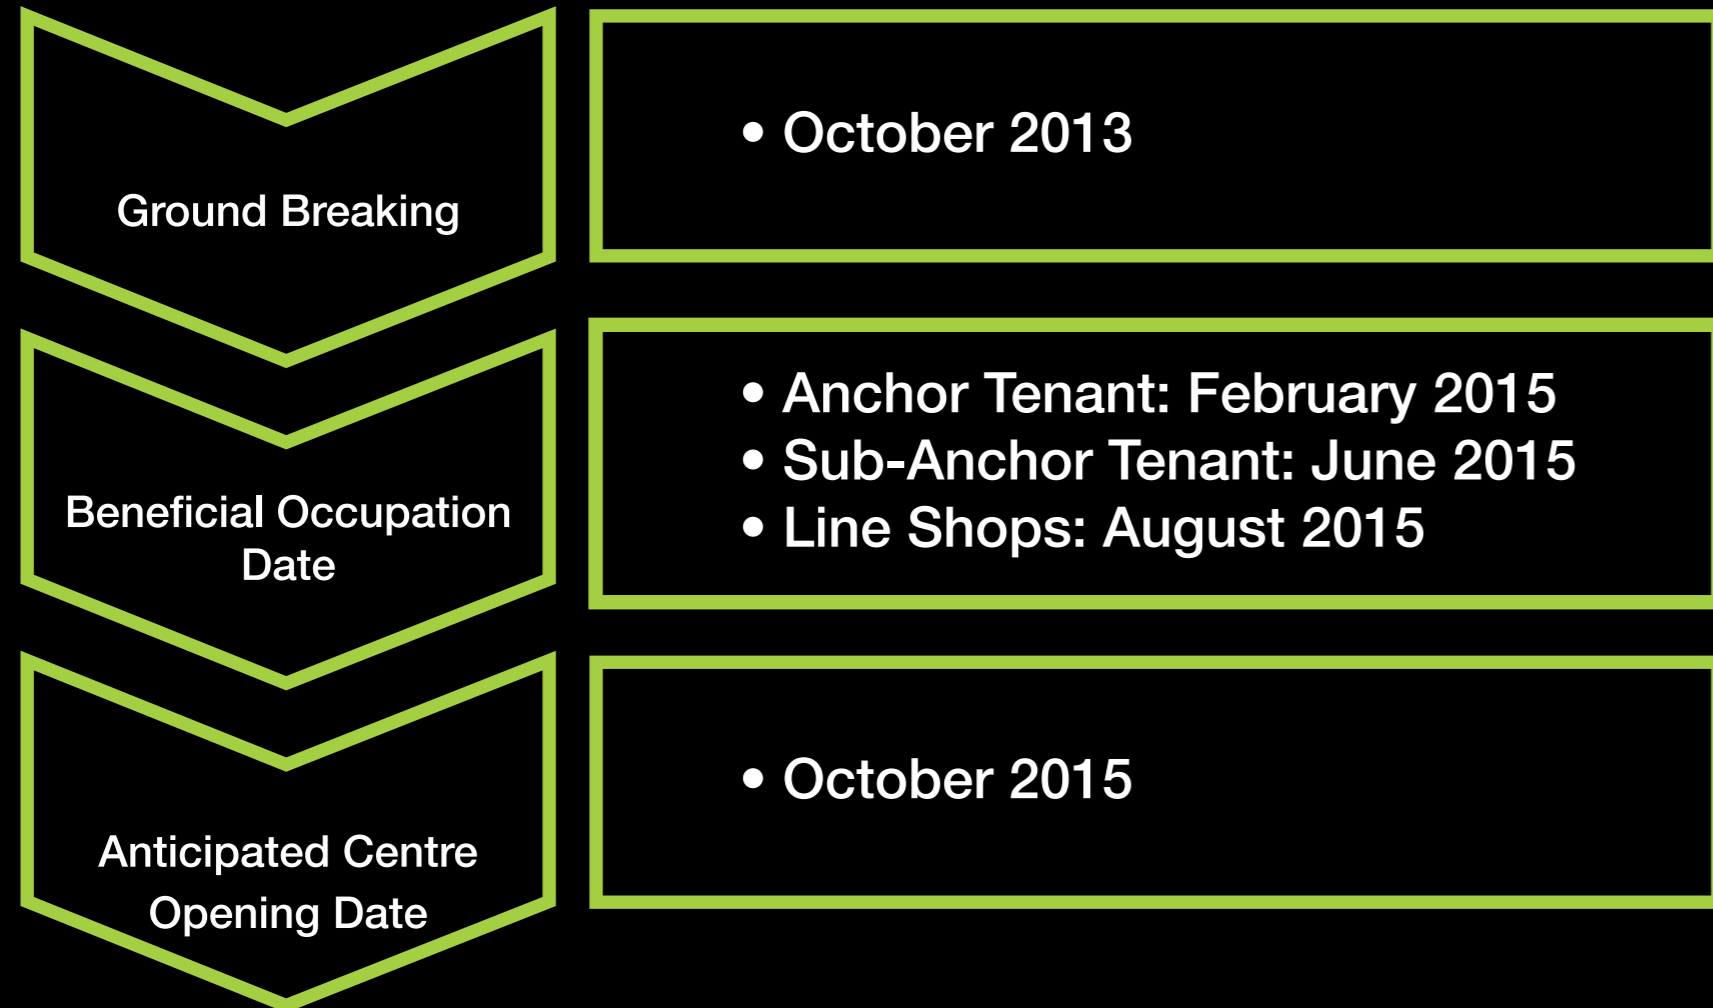 Ground Breaking
• October 2013
Beneficial Occupation
Date
• Anchor Tenant: February 2015
• Sub-Anchor Tenant: June 2015
• Line Shops: August 2015
Anticipated Centre
Opening Date
• October 2015